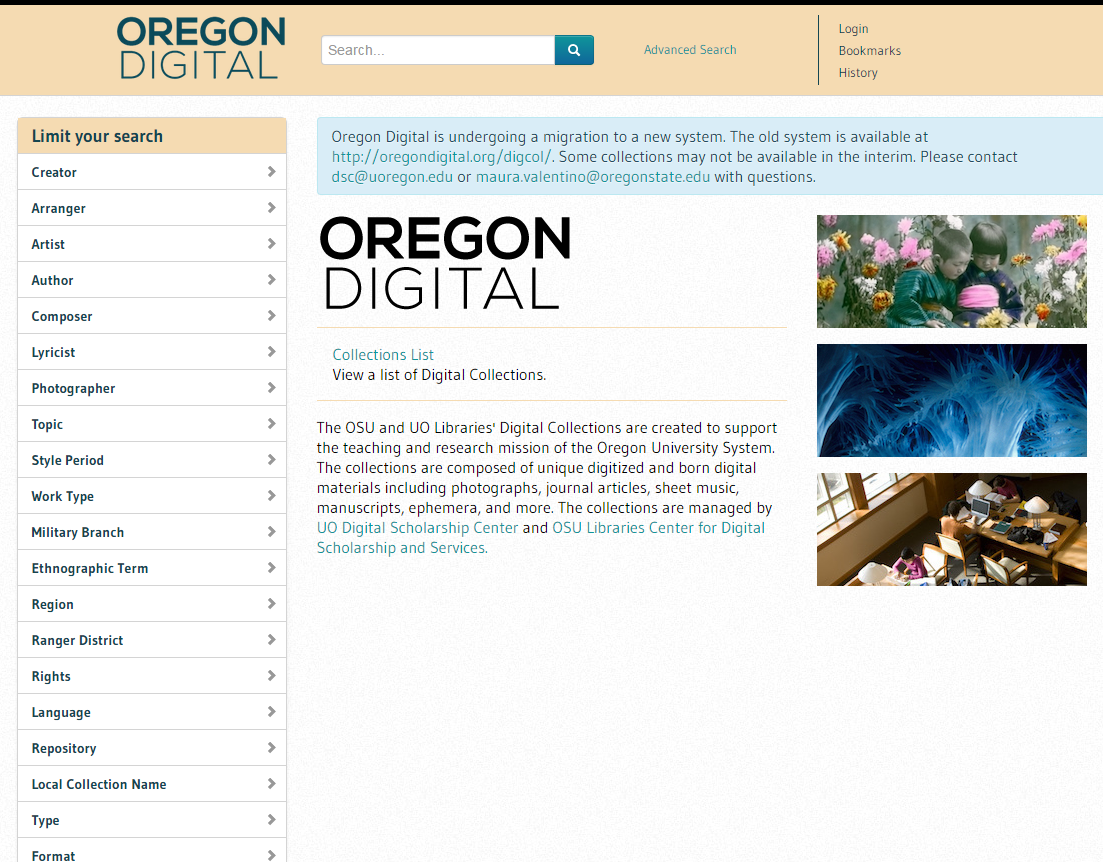 OREGON
DIGITAL
Search...
Advanced Search
Login
Bookmarks
History
Limit your search
Creator
Arranger
Artist
Author
Composer
Lyricist
Photographer
Topic
Style Period
Work Type
Military Branch
Ethnographic Term
Region
Ranger District
Rights
Language
Repository
Local Collection Name
Type
Format
Oregon Digital is undergoing a migration to a new system. The old system is available at
http://oregondigital.org/digcol/. Some collections may not be available in the interim. Please contact
dsc@uoregon.edu or maura.valentino@oregonstate.edu with questions.
OREGON
DIGITAL
Collections List
View a list of Digital Collections.
The OSU and UO Libraries' Digital Collections are created to support
the teaching and research mission of the Oregon University System.
The collections are composed of unique digitized and born digital
materials including photographs, journal articles, sheet music,
manuscripts, ephemera, and more. The collections are managed by
UO Digital Scholarship Center and OSU Libraries Center for Digital
Scholarship and Services.